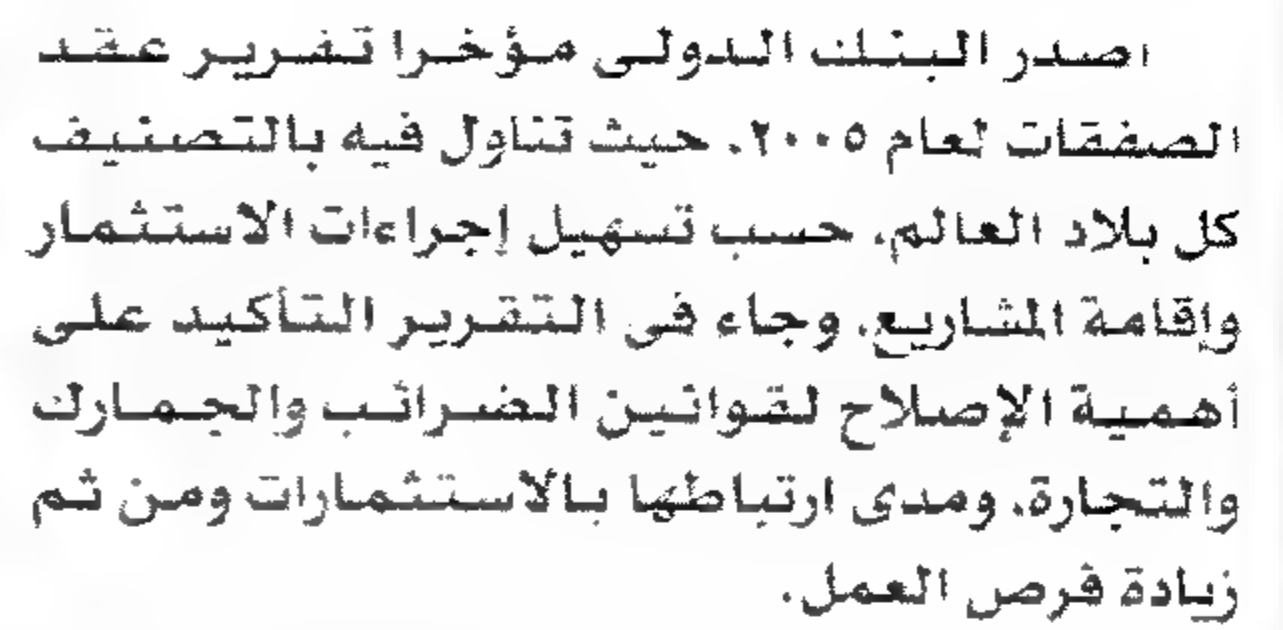 اصدر البنك الدولى مؤخرا تقرير عقد
الصفقات لعام ٢٠٠٥، حيث تناول فيه بالتصنيف
كل بلاد العالم، حسب تسهيل إجراءات الاستثمار
وإقامة المشاريع، وجاء فى التقرير التأكيد على
أهمية الإصلاح لقوانين الضرائب والجمارك
والتجارة، ومدى ارتباطها بالاستثمارات ومن ثم
زيادة فرص العمل.